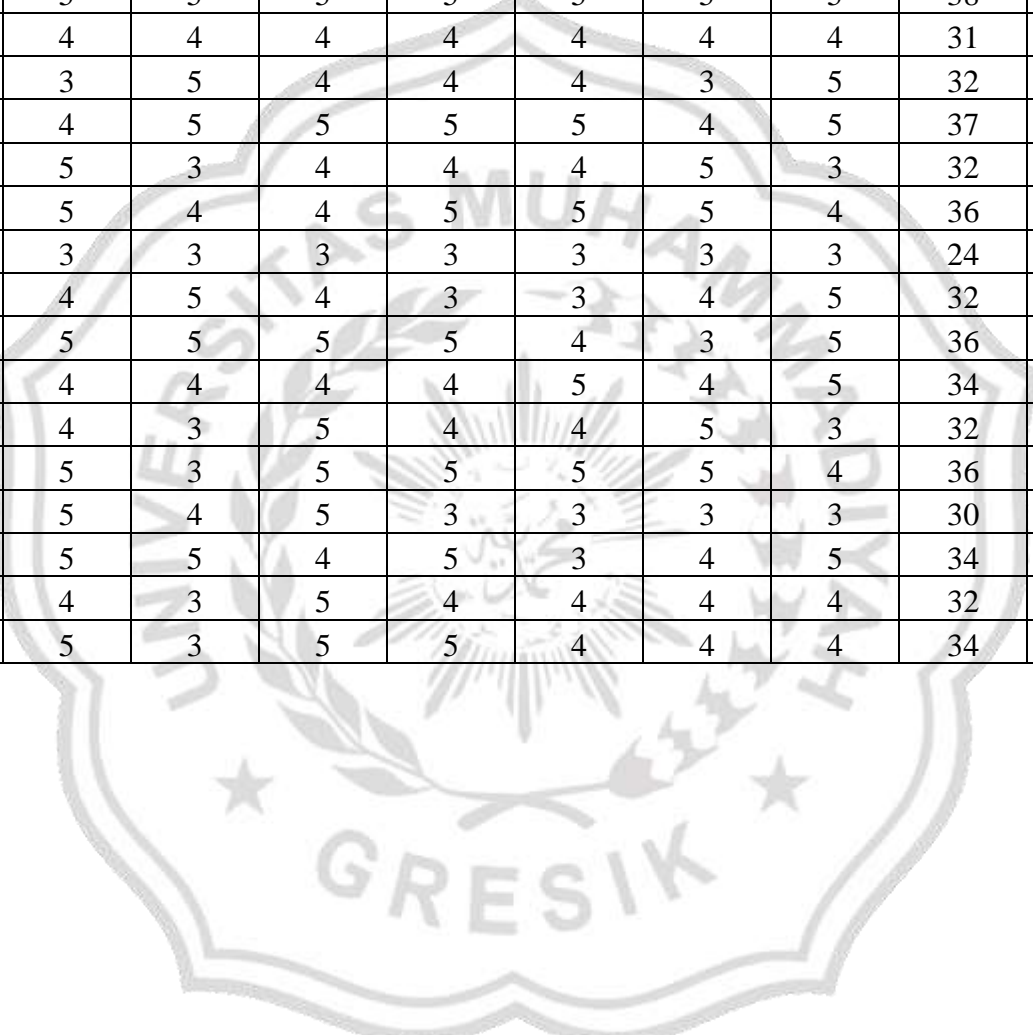 4 4 4 4 4 4 4 31
3 5 4 4 4 3 5 32
4 5 5 5 5 4 5 37
5 3 4 4 4 5 3 32
5 4 4 5 5 5 4 36
3 3 3 3 3 3 3 24
4 5 4 3 3 4 5 32
5 5 5 5 4 3 5 36
4 4 4 4 5 4 5 34
4 3 5 4 4 5 3 32
5 3 5 5 5 5 4 36
5 4 5 3 3 3 3 30
5 5 4 5 3 4 5 34
4 3 5 4 4 4 4 32
5 3 5 5 4 4 4 34
UNIVERSITAS MUHAMMADIYAH
GRESIK